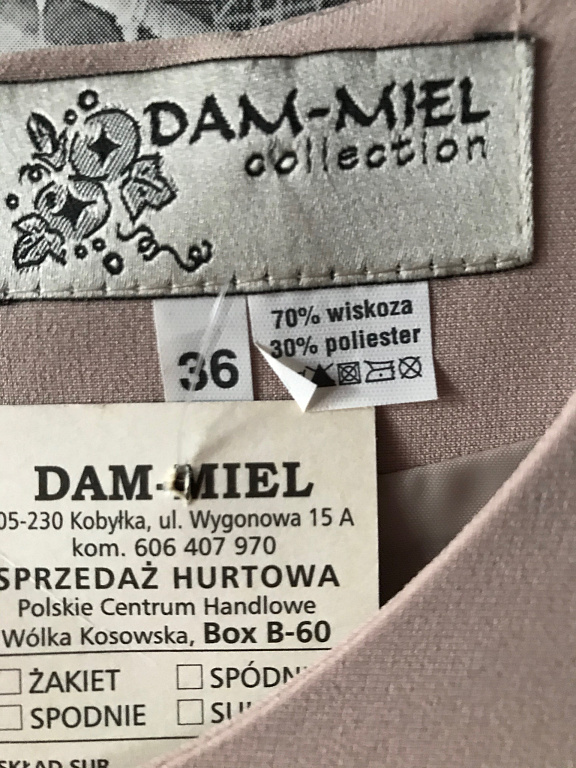 DAM-MIEL
collection
36
70% wiskoza
30% poliester
DAM-MIEL
05-230 Kobyłka, ul. Wygonowa 15 A
kom. 606 407 970
SPRZEDAŻ HURTOWA
Polskie Centrum Handlowe
Wólka Kosowska, Box B-60
ŻAKIET
SPODNIE